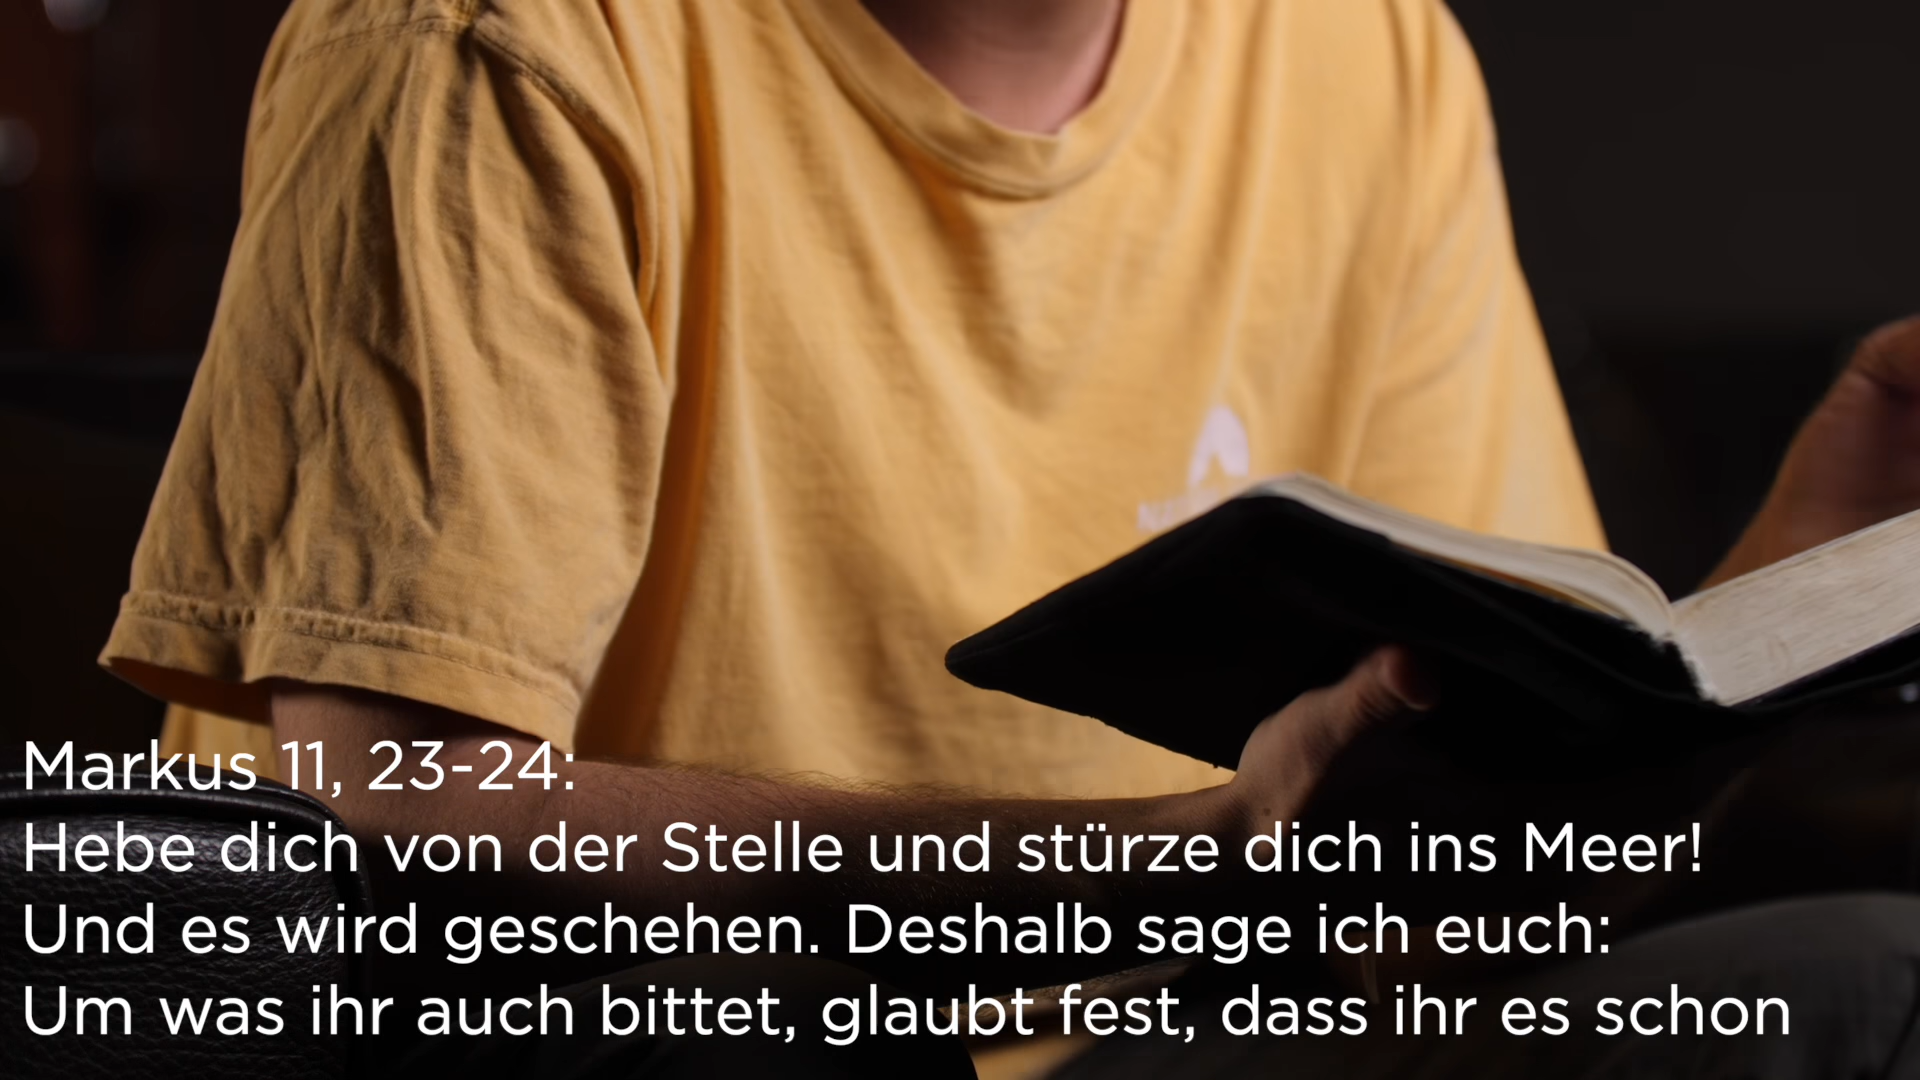 Markus 11, 23-24:
Hebe dich von der Stelle und stürze dich ins Meer!
Und es wird geschehen. Deshalb sage ich euch:
Um was ihr auch bittet, glaubt fest, dass ihr es schon